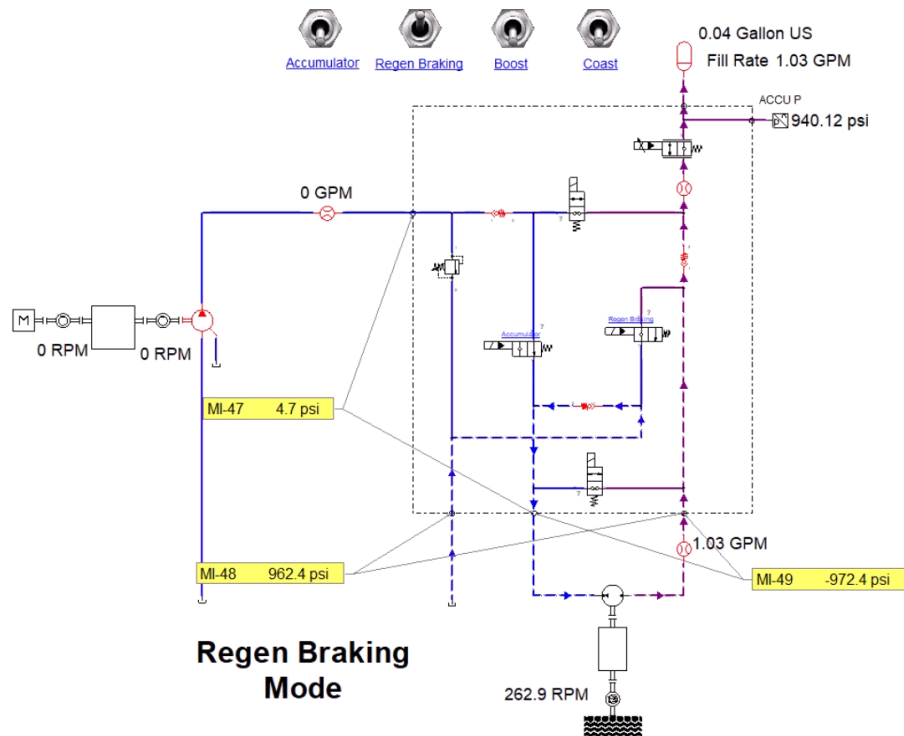 0.04 Gallon US
Fill Rate 1.03 GPM
Accumulator
Regen Braking
Boost
Coast
ACCU P
940.12 psi
0 GPM
M
0 RPM
0 RPM
?
?
?
Accumulator
Regen Braking
MI-47 4.7 psi
?
MI-48 962.4 psi
1.03 GPM
MI-49 -972.4 psi
Regen Braking
Mode
262.9 RPM